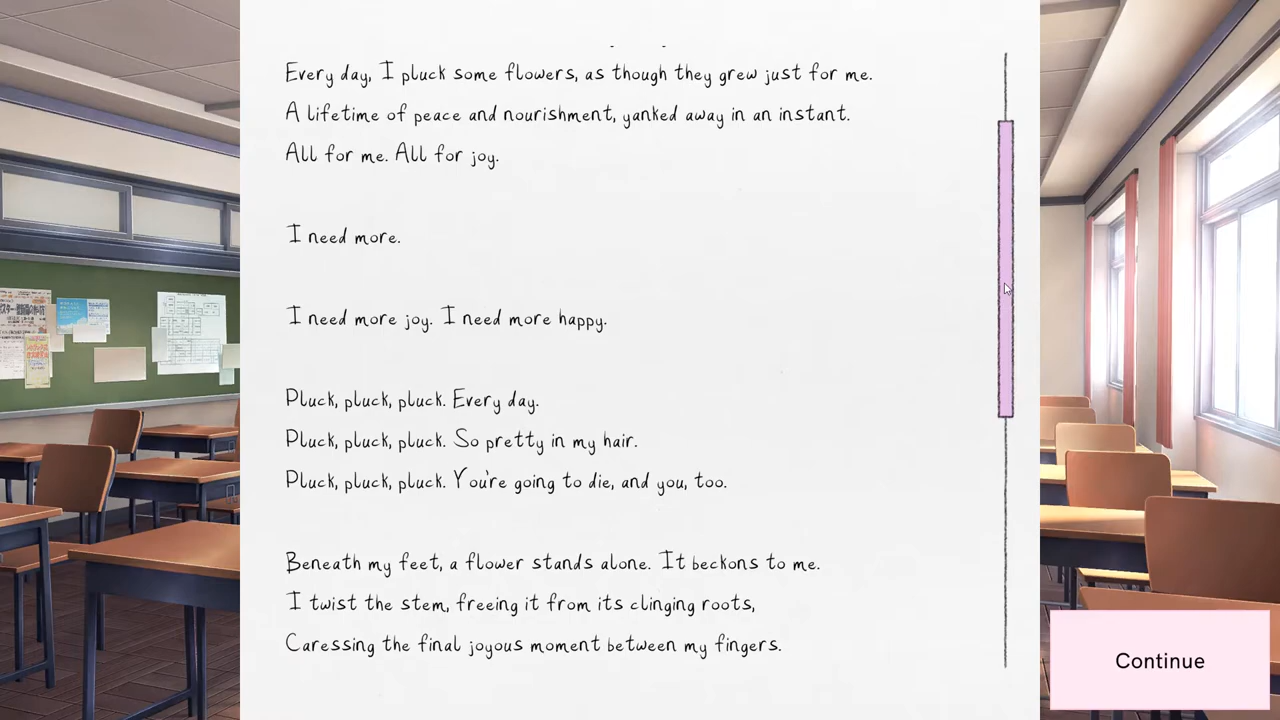 Every day, I pluck some flowers, as though they grew just for me.
A lifetime of peace and nourishment, yanked away in an instant.
All for me. All for joy.
I need more.
I need more joy. I need more happy.
Pluck, pluck, pluck. Every day.
Pluck, pluck, pluck. So pretty in my hair.
Pluck, pluck, pluck. You're going to die, and you, too.
Beneath my feet, a flower stands alone. It beckons to me.
I twist the stem, freeing it from its clinging roots,
Caressing the final joyous moment between my fingers.
Continue